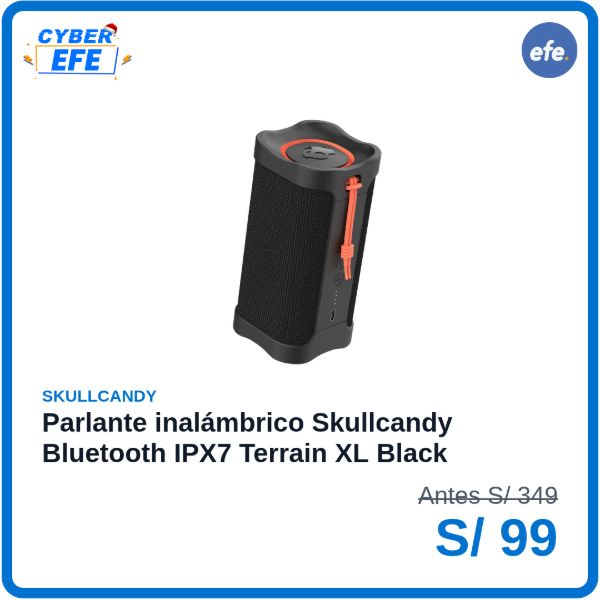 CYBER
EFE
efe.
SKULLCANDY
Parlante inalámbrico Skullcandy
Bluetooth IPX7 Terrain XL Black
Antes S/ 349
S/ 99